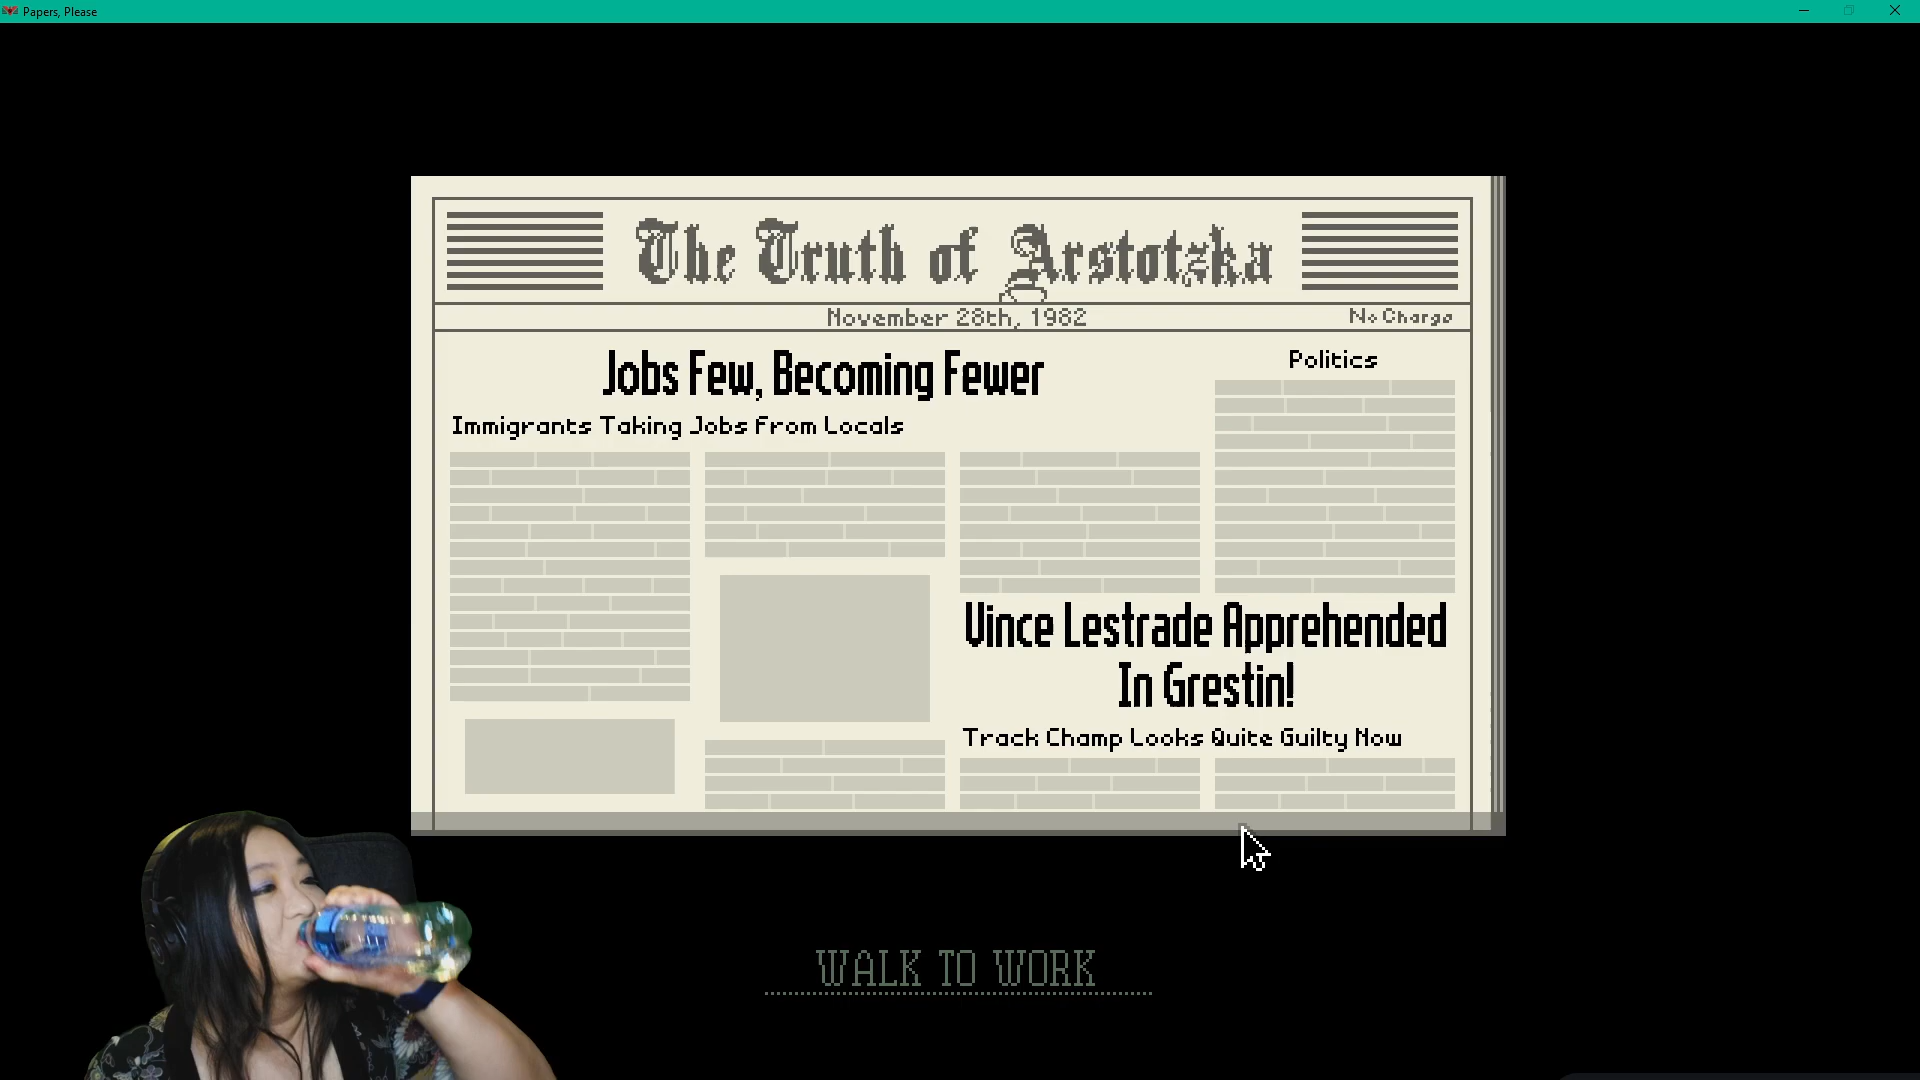 Papers, Please
The Truth of Arstotzka
November 28th, 1982
No Charge
Jobs Few, Becoming Fewer
Immigrants Taking Jobs From Locals
Politics
Vince Lestrade Apprehended
In Grestin!
Track Champ Looks Quite Guilty Now
WALK TO WORK